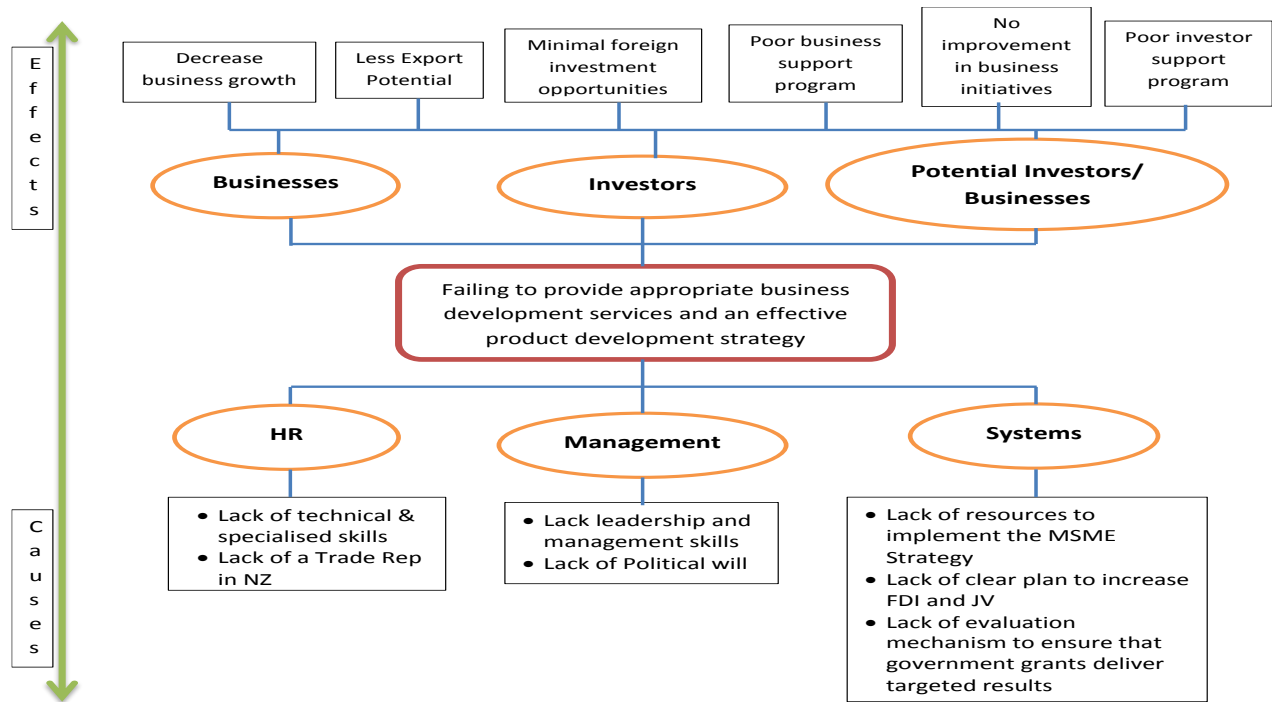 E
f
f
e
c
t
s
Decrease
business growth
Less Export
Potential
Minimal foreign
investment
opportunities
Poor business
support
program
No
improvement
in business
initiatives
Poor investor
support
program
Businesses
Investors
Potential Investors/
Businesses
Failing to provide appropriate business
development services and an effective
product development strategy
HR
Management
Systems
C
a
u
s
e
s
• Lack of technical &
specialised skills
• Lack of a Trade Rep
in NZ
• Lack leadership and
management skills
• Lack of Political will
• Lack of resources to
implement the MSME
Strategy
• Lack of clear plan to increase
FDI and JV
• Lack of evaluation
mechanism to ensure that
government grants deliver
targeted results